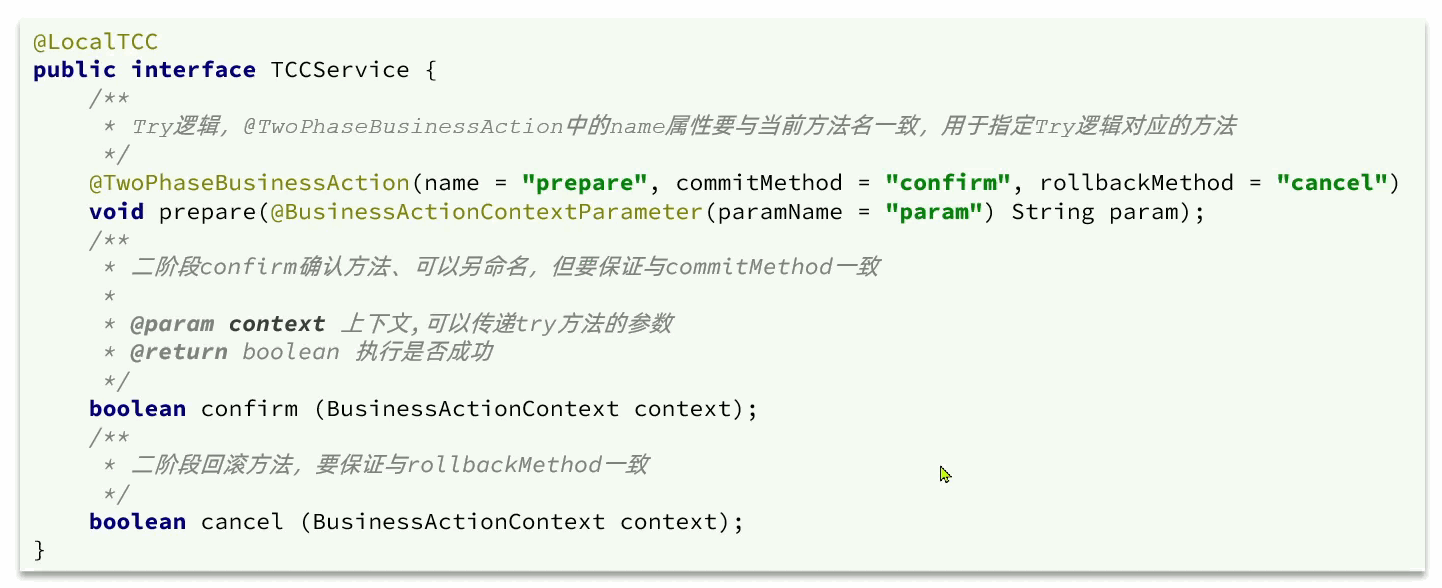 @LocalTCC
public interface TCCService {
/**
* Try逻辑，@TwoPhaseBusinessAction中的name属性要与当前方法名一致，用于指定Try逻辑对应的方法
*/
@TwoPhaseBusinessAction(name = "prepare", commitMethod = "confirm", rollbackMethod = "cancel")
void prepare(@BusinessActionContextParameter(paramName = "param") String param);
/**
* 二阶段confirm确认方法、可以另命名，但要保证与commitMethod一致
*
* @param context 上下文,可以传递try方法的参数
* @return boolean 执行是否成功
*/
boolean confirm (BusinessActionContext context);
/**
* 二阶段回滚方法，要保证与rollbackMethod一致
*/
boolean cancel (BusinessActionContext context);
}